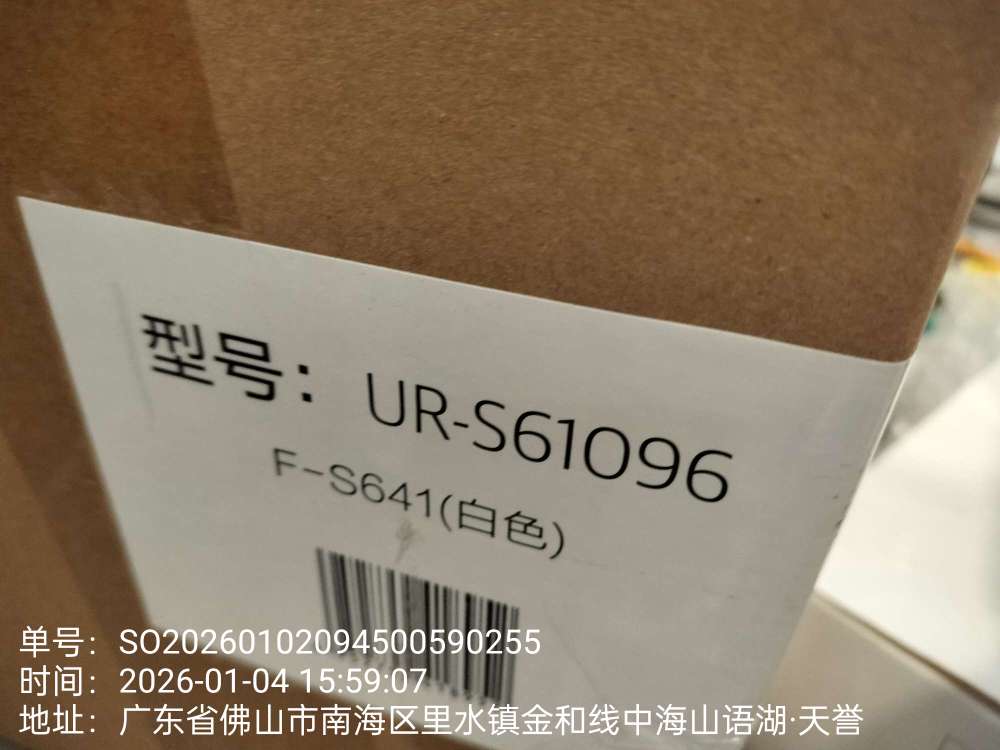 型号：UR-S61096
F-S641(白色)
单号：SO20260102094500590255
时间：2026-01-04 15:59:07
地址：广东省佛山市南海区里水镇金和线中海山语湖·天誉